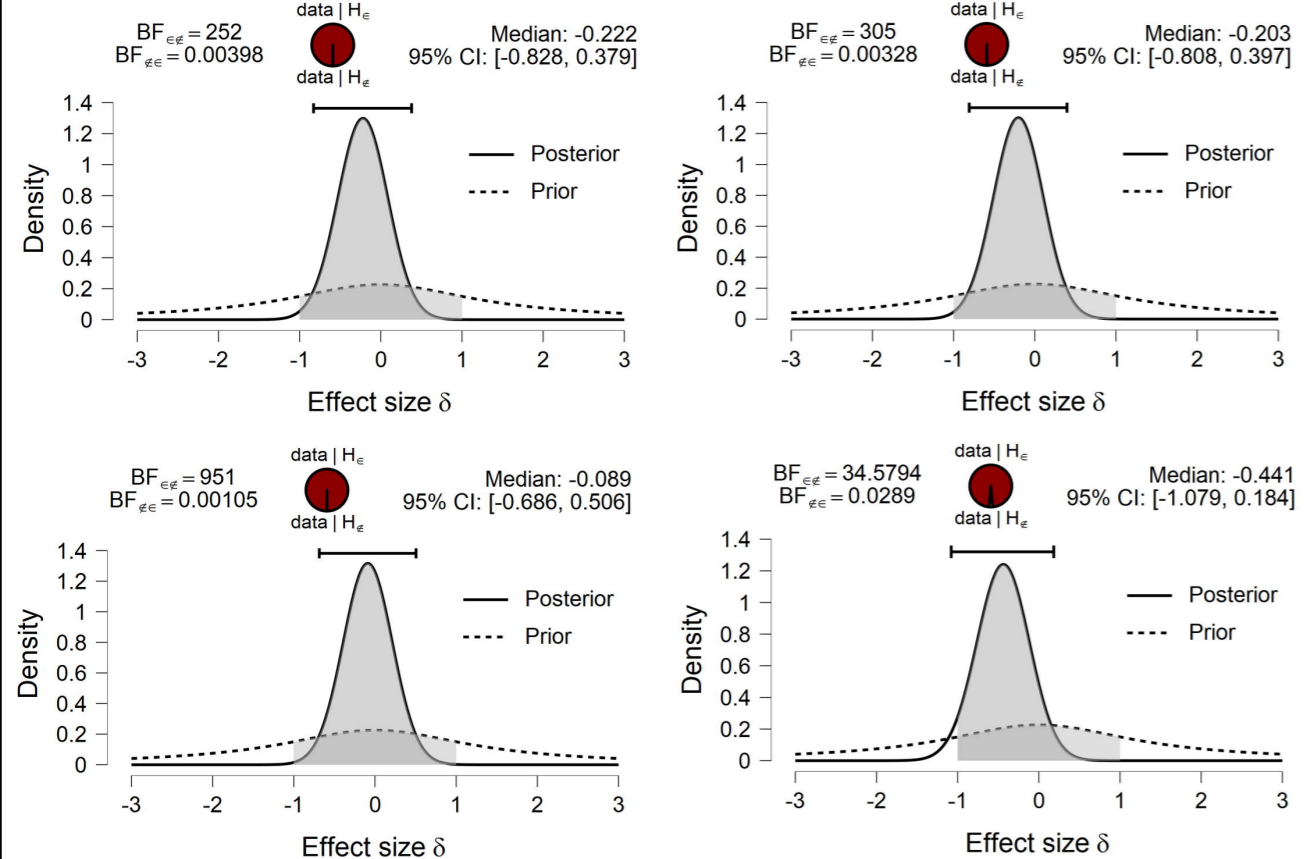 BF∈∉ = 252
BF∉∈ = 0.00398
data | H∈
data | H∉
Median: -0.222
95% CI: [-0.828, 0.379]
Density
1.4
1.2
1
0.8
0.6
0.4
0.2
0
Posterior
Prior
-3 -2 -1 0 1 2 3
Effect size δ
BF∈∉ = 305
BF∉∈ = 0.00328
data | H∈
data | H∉
Median: -0.203
95% CI: [-0.808, 0.397]
Density
1.4
1.2
1
0.8
0.6
0.4
0.2
0
Posterior
Prior
-3 -2 -1 0 1 2 3
Effect size δ
BF∈∉ = 951
BF∉∈ = 0.00105
data | H∈
data | H∉
Median: -0.089
95% CI: [-0.686, 0.506]
Density
1.4
1.2
1
0.8
0.6
0.4
0.2
0
Posterior
Prior
-3 -2 -1 0 1 2 3
Effect size δ
BF∈∉ = 34.5794
BF∉∈ = 0.0289
data | H∈
data | H∉
Median: -0.441
95% CI: [-1.079, 0.184]
Density
1.4
1.2
1
0.8
0.6
0.4
0.2
0
Posterior
Prior
-3 -2 -1 0 1 2 3
Effect size δ